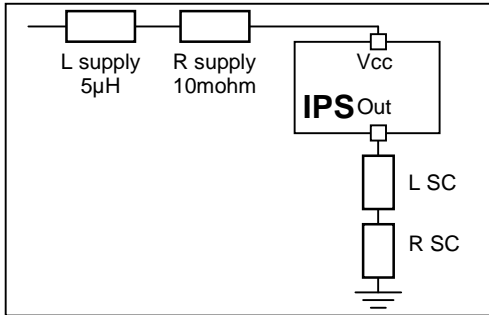 L supply
5µH
R supply
10mohm
Vcc
IPS Out
L SC
R SC